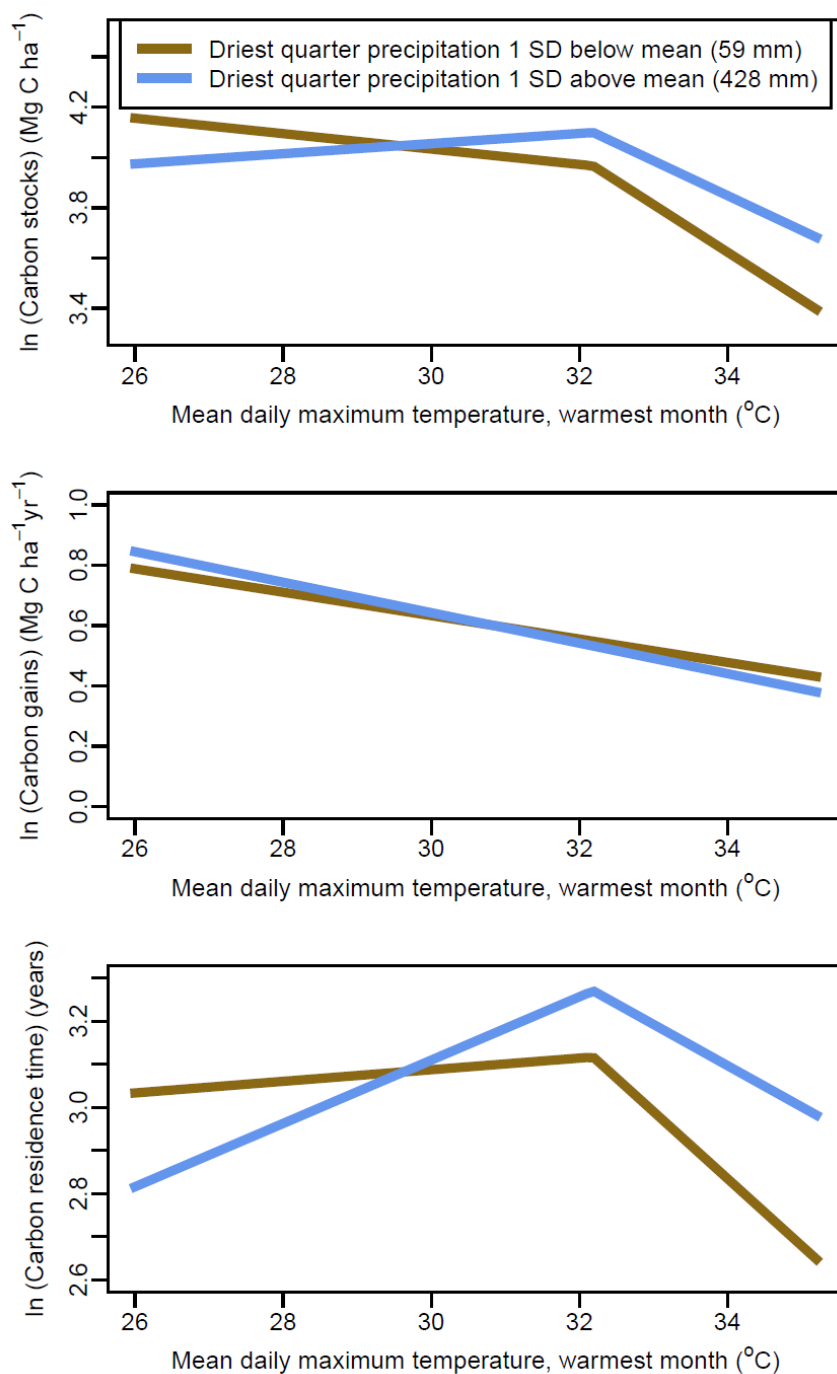 Driest quarter precipitation 1 SD below mean (59 mm)
Driest quarter precipitation 1 SD above mean (428 mm)
ln (Carbon stocks) (Mg C ha⁻¹)
4.2
3.8
3.4
26 28 30 32 34
Mean daily maximum temperature, warmest month (°C)
ln (Carbon gains) (Mg C ha⁻¹yr⁻¹)
1.0
0.8
0.6
0.4
0.2
0.0
26 28 30 32 34
Mean daily maximum temperature, warmest month (°C)
ln (Carbon residence time) (years)
3.2
3.0
2.8
2.6
26 28 30 32 34
Mean daily maximum temperature, warmest month (°C)